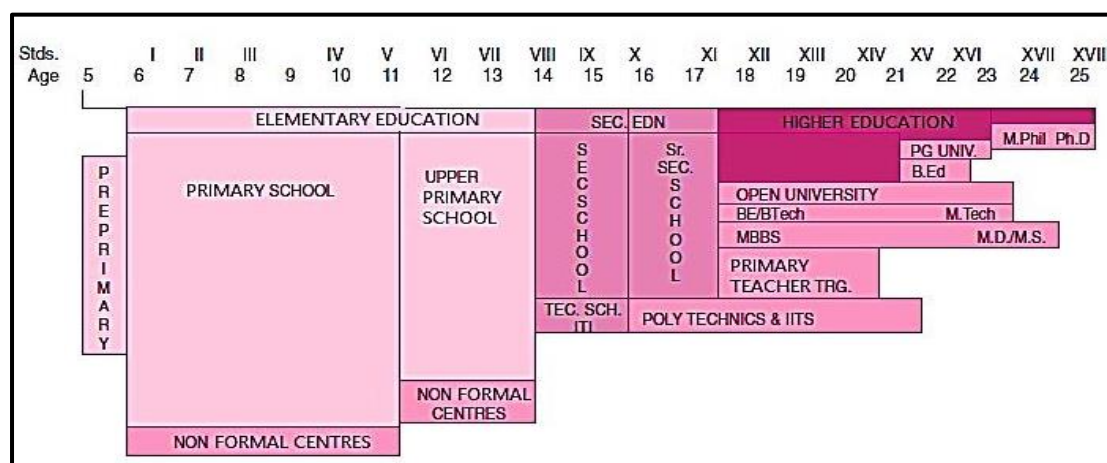 Stds. I II III IV V VI VII VIII IX X XI XII XIII XIV XV XVI XVII XVII
Age 5 6 7 8 9 10 11 12 13 14 15 16 17 18 19 20 21 22 23 24 25
ELEMENTARY EDUCATION
SEC. EDN
HIGHER EDUCATION
PREPRIMARY
PRIMARY SCHOOL
UPPER
PRIMARY
SCHOOL
SECSCHOOL
Sr.
SEC.
SCHOOL
M.Phil Ph.D
PG UNIV.
B.Ed
OPEN UNIVERSITY
BE/BTech M.Tech
MBBS M.D./M.S.
PRIMARY
TEACHER TRG.
TEC. SCH.
ITI
POLY TECHNICS & IITS
NON FORMAL
CENTRES
NON FORMAL CENTRES